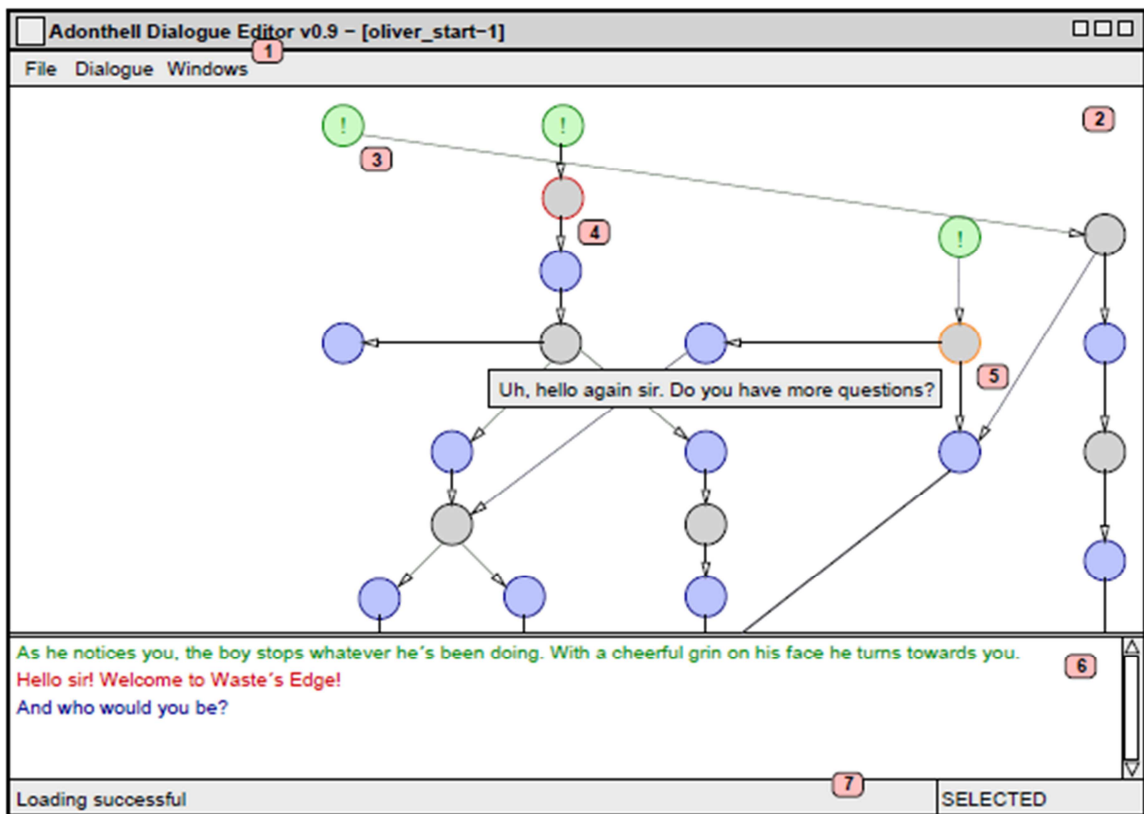 Adonthell Dialogue Editor v0.9 − [oliver_start−1]
1
File Dialogue Windows
! !
2
3
4
!
5
Uh, hello again sir. Do you have more questions?
As he notices you, the boy stops whatever he's been doing. With a cheerful grin on his face he turns towards you.
6
Hello sir! Welcome to Waste's Edge!
And who would you be?
7
Loading successful SELECTED